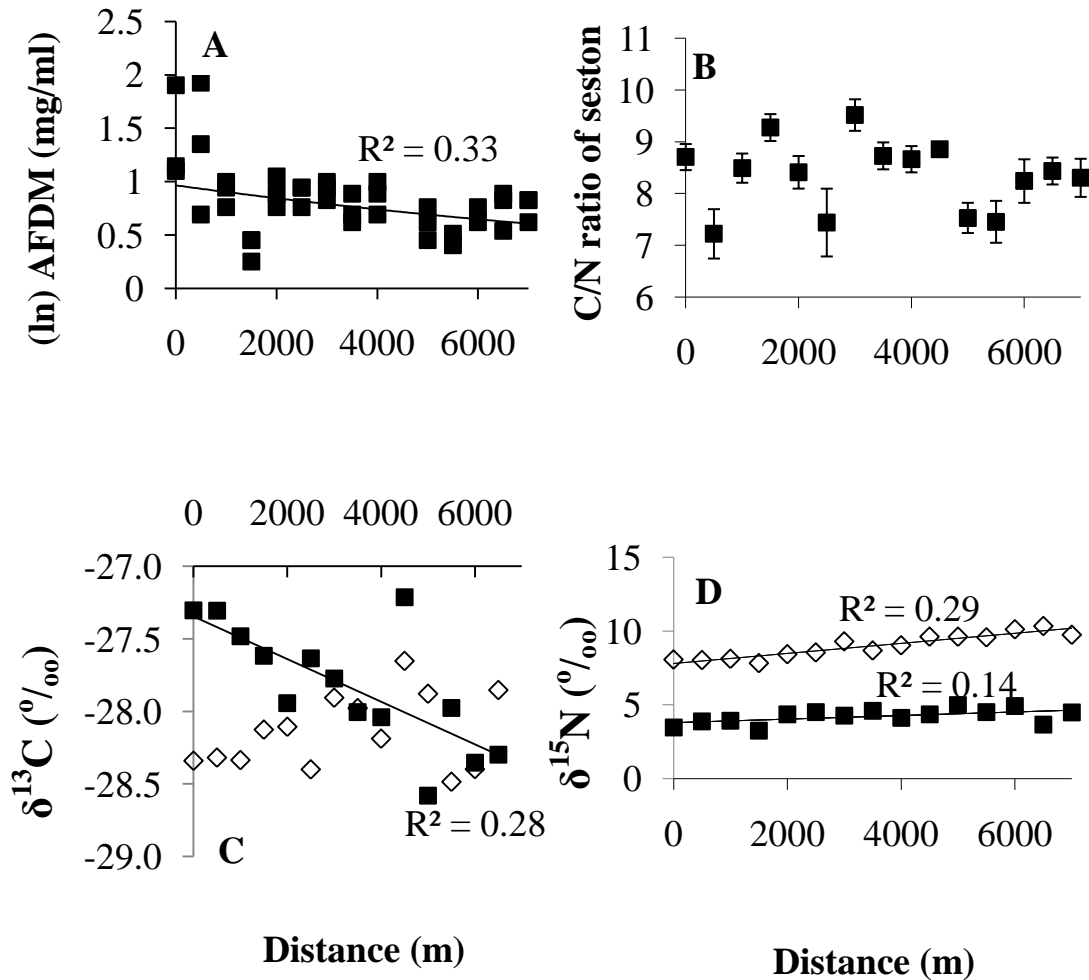 A
(ln) AFDM (mg/ml)
2.5
2
1.5
1
0.5
0
R² = 0.33
0 2000 4000 6000
B
C/N ratio of seston
11
10
9
8
7
6
0 2000 4000 6000
0 2000 4000 6000
δ¹³C (⁰/₀₀)
-27.0
-27.5
-28.0
-28.5
-29.0
R² = 0.28
C
Distance (m)
D
δ¹⁵N (⁰/₀₀)
15
10
5
0
R² = 0.29
R² = 0.14
0 2000 4000 6000
Distance (m)